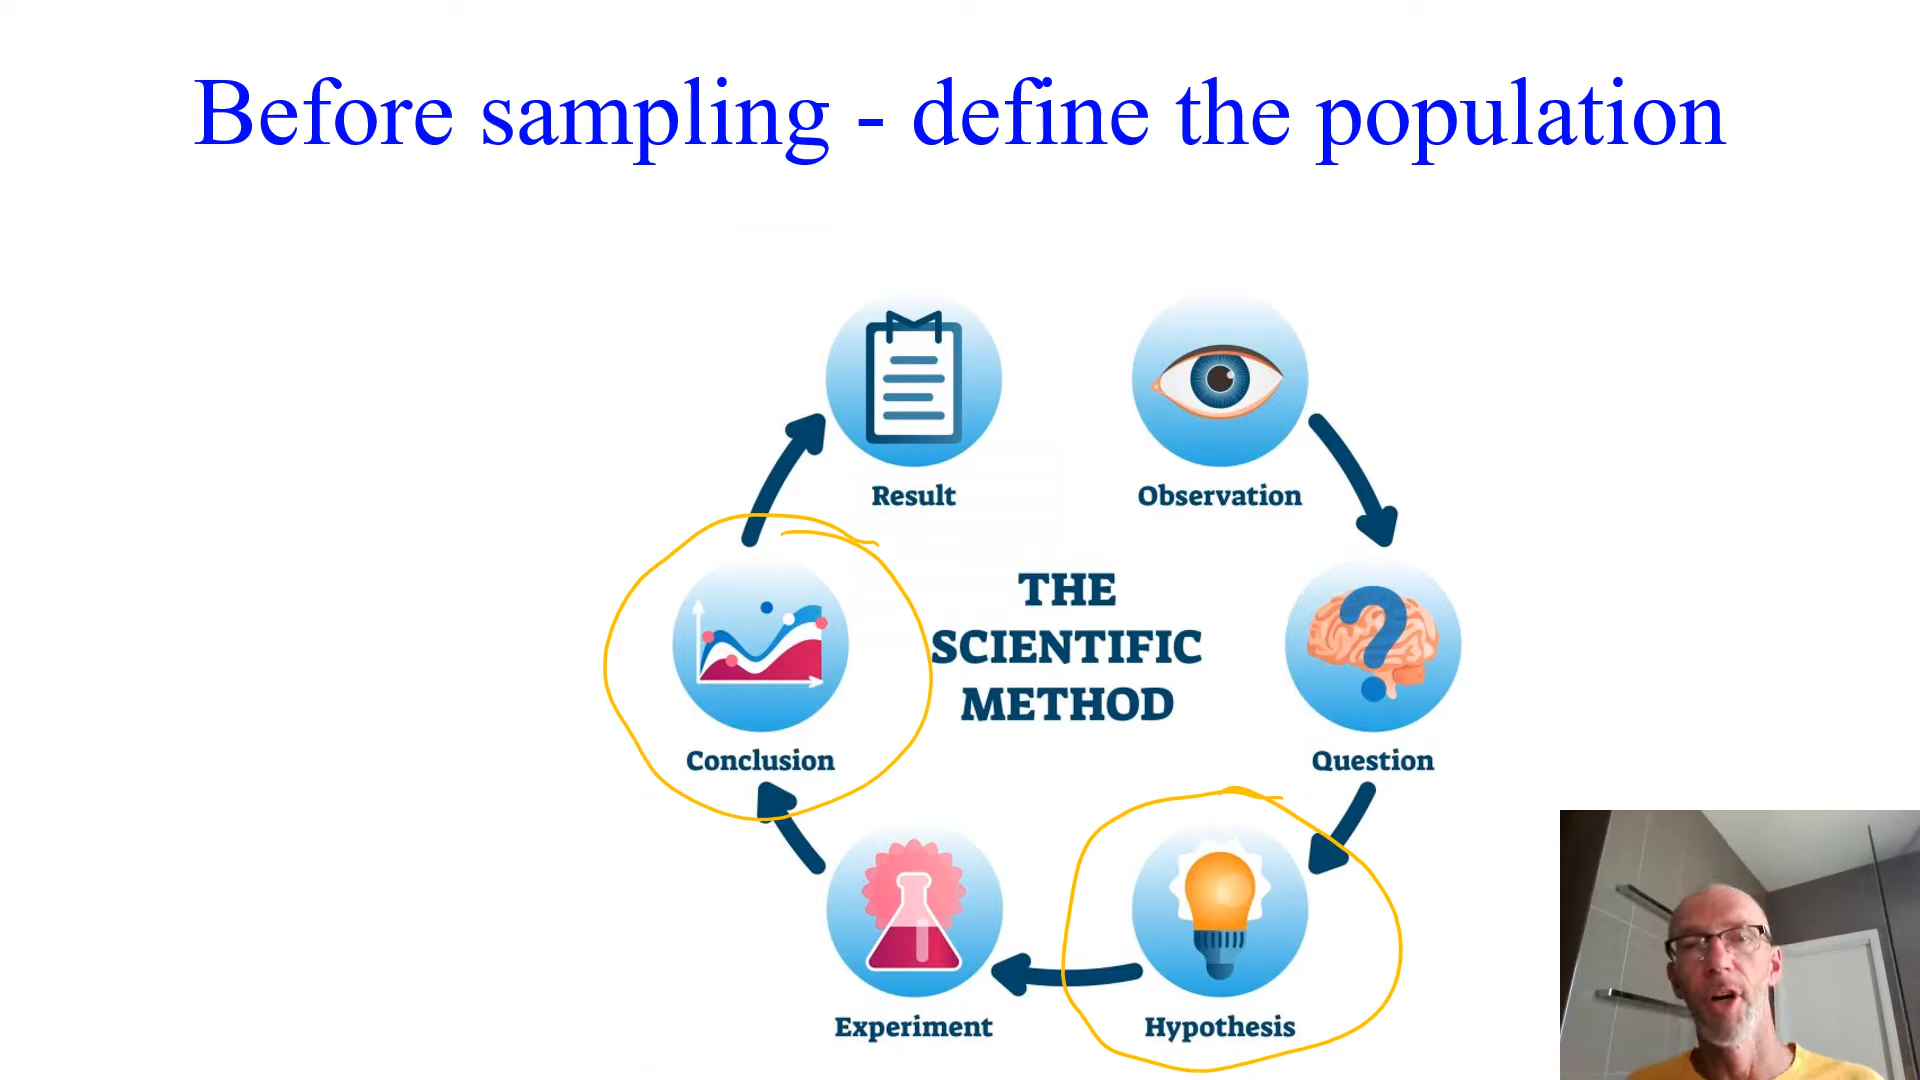 Before sampling - define the population
Result
Observation
THE
SCIENTIFIC
METHOD
Conclusion
Question
Experiment
Hypothesis